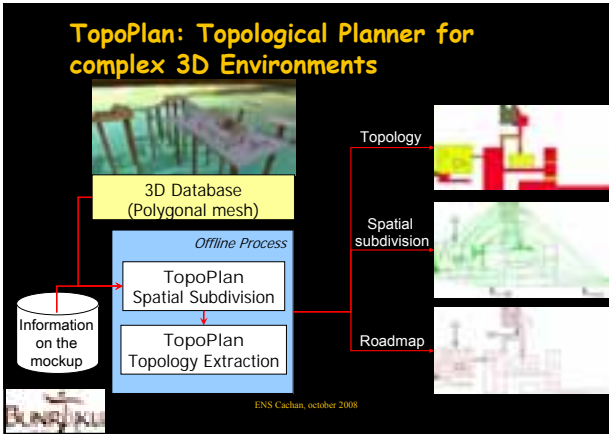 TopoPlan: Topological Planner for
complex 3D Environments
3D Database
(Polygonal mesh)
Offline Process
TopoPlan
Spatial Subdivision
TopoPlan
Topology Extraction
Information
on the
mockup
Topology
Spatial
subdivision
Roadmap
ENS Cachan, october 2008